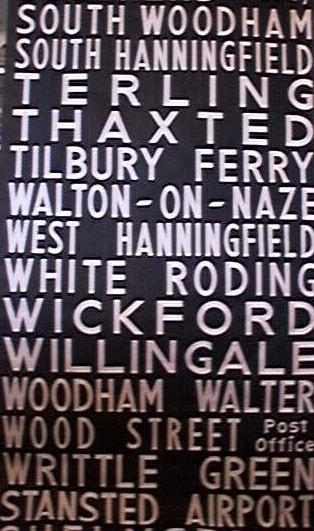 SOUTH WOODHAM
SOUTH HANNINGFIELD
TERLING
THAXTED
TILBURY FERRY
WALTON-ON-NAZE
WEST HANNINGFIELD
WHITE RODING
WICKFORD
WILLINGALE
WOODHAM WALTER
WOOD STREET Post Office
WRITTLE GREEN
STANSTED AIRPORT